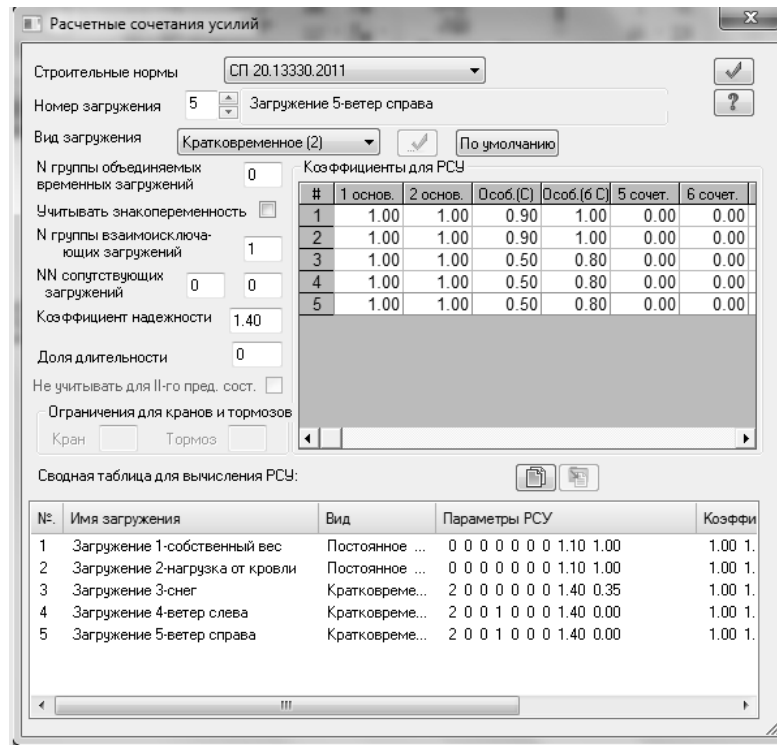 Расчетные сочетания усилий
Строительные нормы СП 20.13330.2011
Номер загружения 5 Загружение 5-ветер справа
Вид загружения Кратковременное (2) По умолчанию
N группы объединяемых временных загружений 0
Учитывать знакопеременность
N группы взаимоисключа-
ющих загружений 1
NN сопутствующих загружений 0 0
Коэффициент надежности 1.40
Доля длительности 0
Не учитывать для II-го пред. сост.
Ограничения для кранов и тормозов
Кран Тормоз
Коэффициенты для РСУ
# 1 основ. 2 основ. Особ.(С) Особ.(б С) 5 сочет. 6 сочет.
1 1.00 1.00 0.90 1.00 0.00 0.00
2 1.00 1.00 0.90 1.00 0.00 0.00
3 1.00 1.00 0.50 0.80 0.00 0.00
4 1.00 1.00 0.50 0.80 0.00 0.00
5 1.00 1.00 0.50 0.80 0.00 0.00
Сводная таблица для вычисления РСУ:
№. Имя загружения Вид Параметры РСУ Коэффи
1 Загружение 1-собственный вес Постоянное ... 0 0 0 0 0 0 0 1.10 1.00 1.00 1.
2 Загружение 2-нагрузка от кровли Постоянное ... 0 0 0 0 0 0 0 1.10 1.00 1.00 1.
3 Загружение 3-снег Кратковреме... 2 0 0 0 0 0 0 1.40 0.35 1.00 1.
4 Загружение 4-ветер слева Кратковреме... 2 0 0 1 0 0 0 1.40 0.00 1.00 1.
5 Загружение 5-ветер справа Кратковреме... 2 0 0 1 0 0 0 1.40 0.00 1.00 1.